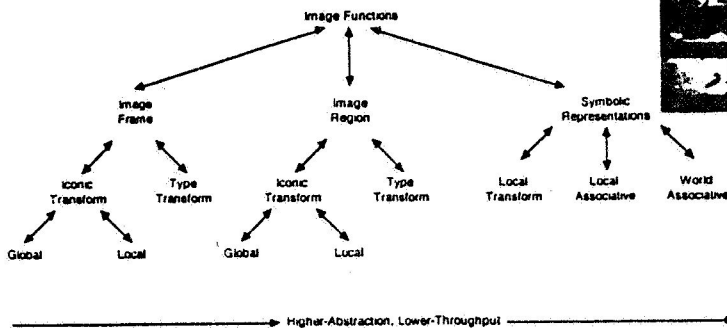 Image Functions
Image
Frame
Image
Region
Symbolic
Representations
Iconic
Transform
Type
Transform
Iconic
Transform
Type
Transform
Local
Transform
Local
Associative
World
Associative
Global
Local
Global
Local
Higher-Abstraction, Lower-Throughput